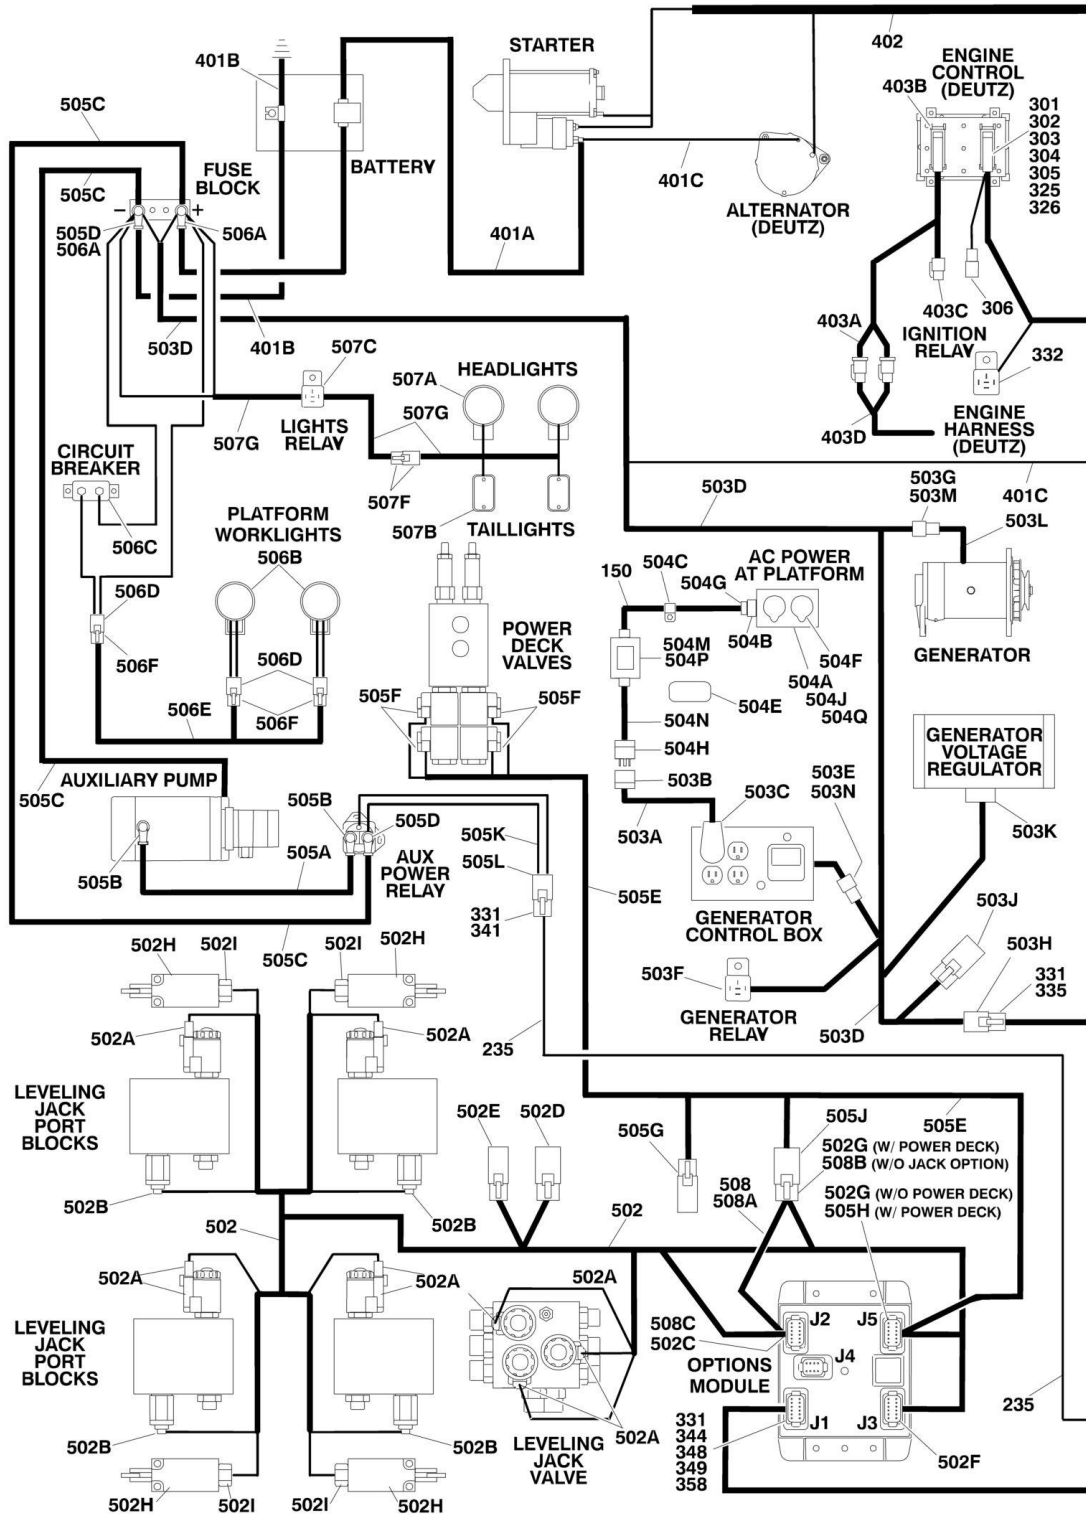 402
STARTER
ENGINE
CONTROL
(DEUTZ)
401B
403B
301
302
303
304
305
325
326
505C
BATTERY
FUSE
BLOCK
505C
401C
ALTERNATOR
(DEUTZ)
−
+
505D
506A
506A
401A
403C
306
IGNITION
RELAY
403A
503D
401B
507C
332
507A
HEADLIGHTS
507G
507G
LIGHTS
RELAY
403D
ENGINE
HARNESS
(DEUTZ)
CIRCUIT
BREAKER
507F
503D
503G
503M
401C
503L
507B
TAILLIGHTS
506C
PLATFORM
WORKLIGHTS
506B
AC POWER
AT PLATFORM
504C
150
504G
506D
504B
POWER
DECK
VALVES
504M
504P
504F
GENERATOR
506F
506D
504A
504J
504Q
505F
505F
504E
506E
506F
504N
GENERATOR
VOLTAGE
REGULATOR
504H
503B
503E
503N
AUXILIARY PUMP
505C
505B
505D
503C
505K
503A
503K
505B
505A
AUX
POWER
RELAY
505L
505E
331
341
GENERATOR
CONTROL BOX
503J
502H
502I
502I
502H
505C
503H
503F
331
335
502A
502A
GENERATOR
RELAY
503D
235
LEVELING
JACK
PORT
BLOCKS
502E
502D
505J
505E
505G
502G (W/ POWER DECK)
508B (W/O JACK OPTION)
502B
502B
508
508A
502G (W/O POWER DECK)
505H (W/ POWER DECK)
502
502
502A
502A
502A
LEVELING
JACK
PORT
BLOCKS
508C
502C
J2
J5
J4
OPTIONS
MODULE
235
J1
J3
331
344
348
349
358
502A
502B
502B
LEVELING
JACK
VALVE
502F
502H
502I
502I
502H